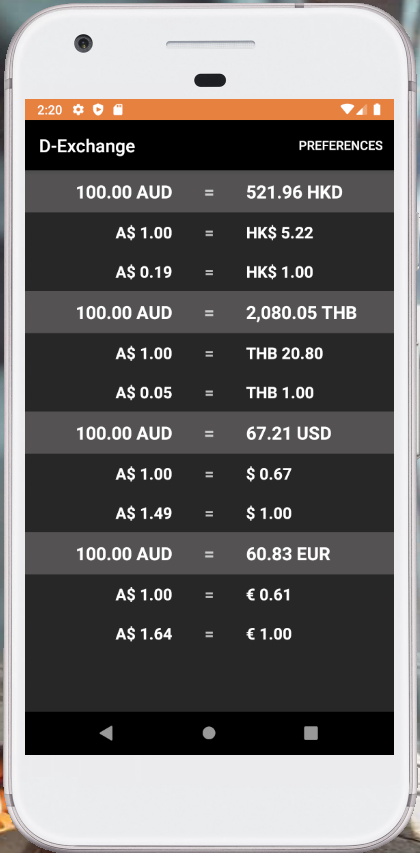 2:20
D-Exchange PREFERENCES
100.00 AUD = 521.96 HKD
A$ 1.00 = HK$ 5.22
A$ 0.19 = HK$ 1.00
100.00 AUD = 2,080.05 THB
A$ 1.00 = THB 20.80
A$ 0.05 = THB 1.00
100.00 AUD = 67.21 USD
A$ 1.00 = $ 0.67
A$ 1.49 = $ 1.00
100.00 AUD = 60.83 EUR
A$ 1.00 = € 0.61
A$ 1.64 = € 1.00